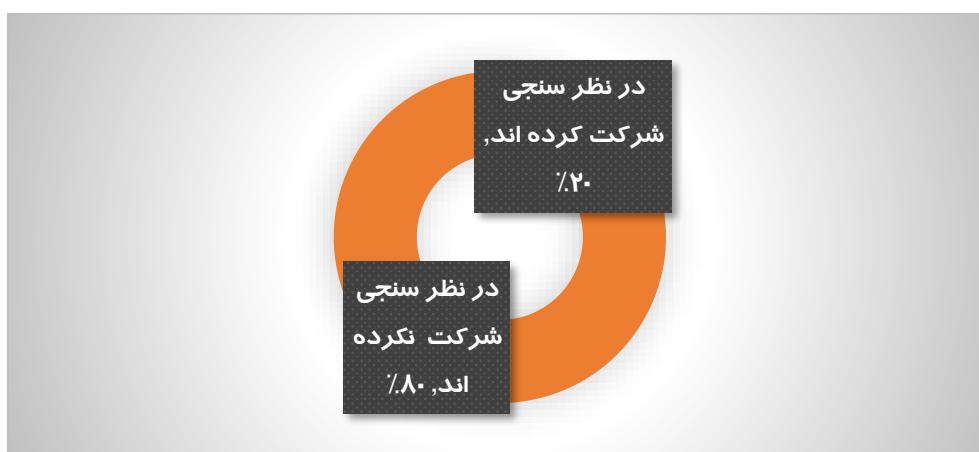 در نظر سنجی
شرکت کرده اند,
۲۰٪
در نظر سنجی
شرکت نکرده
اند, ۸۰٪